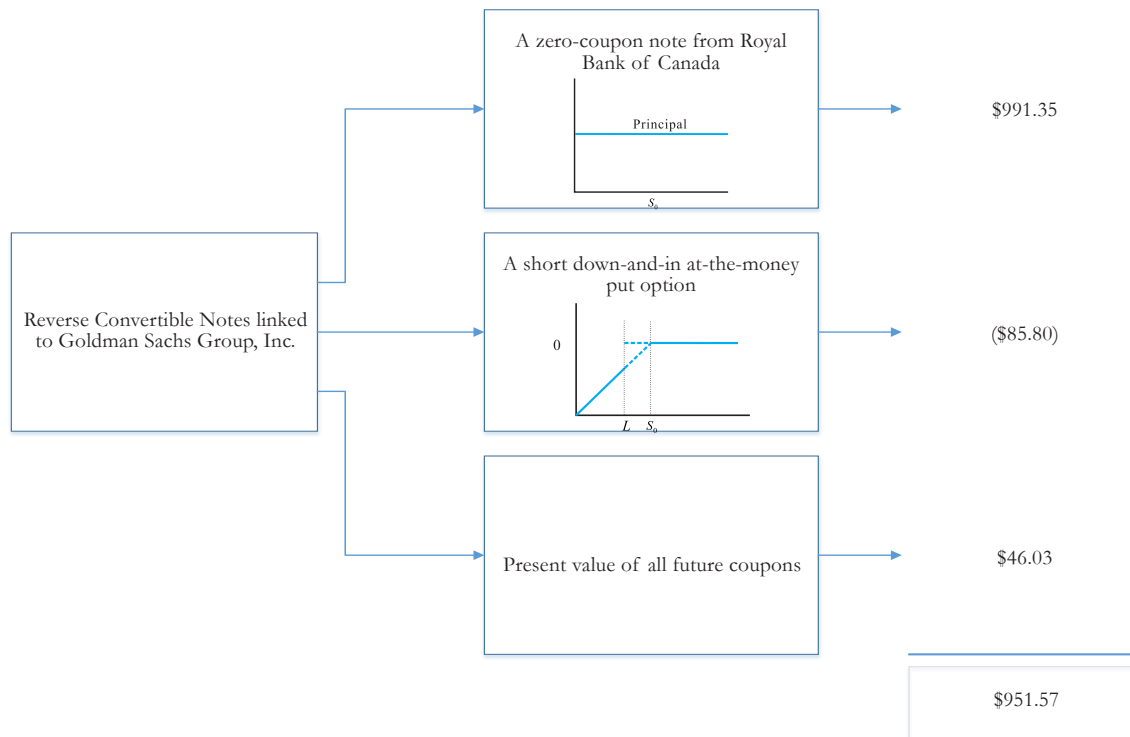 Reverse Convertible Notes linked
to Goldman Sachs Group, Inc.
A zero-coupon note from Royal
Bank of Canada
Principal
S₀
$991.35
A short down-and-in at-the-money
put option
0
L S₀
($85.80)
Present value of all future coupons
$46.03
$951.57